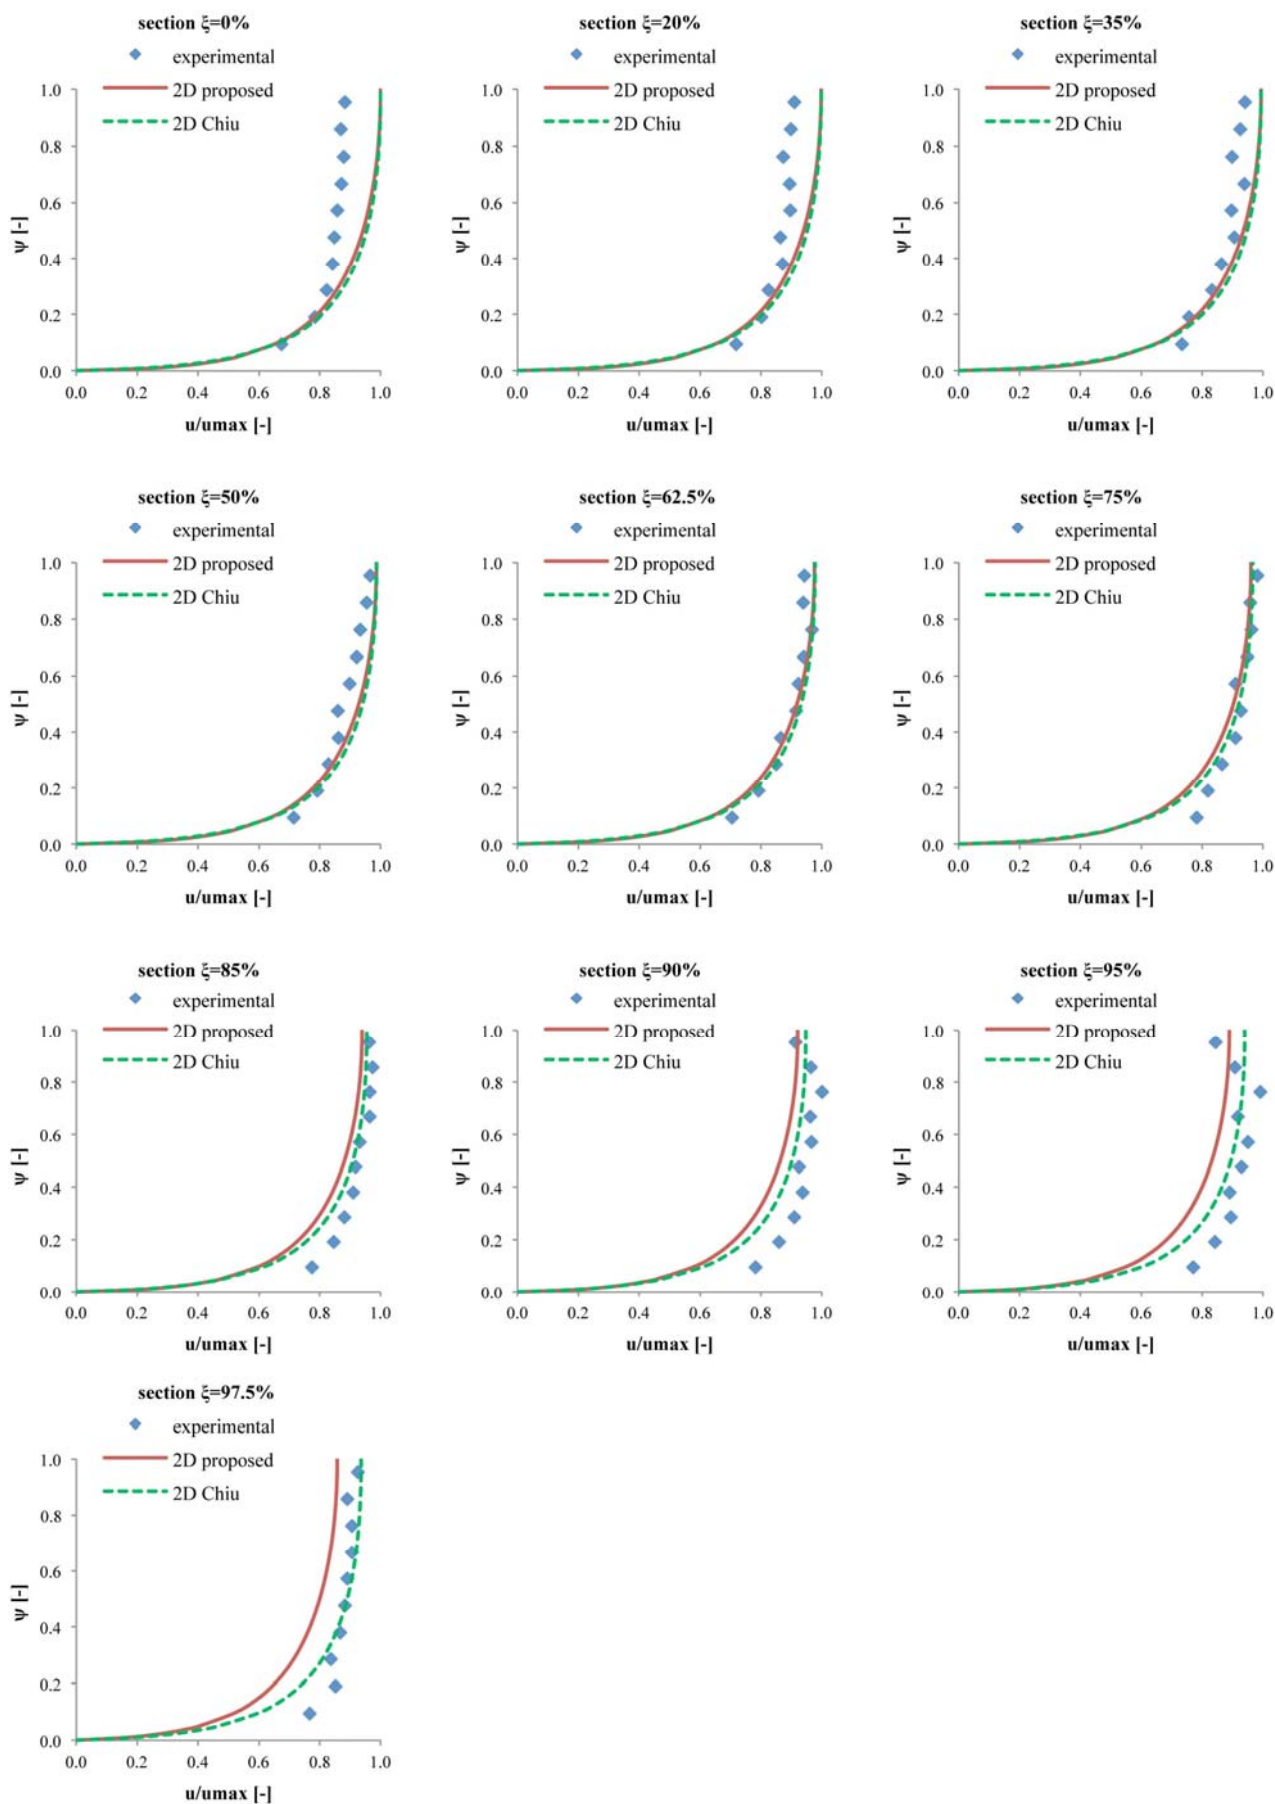 section ξ=0%
experimental
2D proposed
2D Chiu
1.0
0.8
0.6
0.4
0.2
0.0
ψ [-]
0.0 0.2 0.4 0.6 0.8 1.0
u/umax [-]
section ξ=20%
experimental
2D proposed
2D Chiu
1.0
0.8
0.6
0.4
0.2
0.0
ψ [-]
0.0 0.2 0.4 0.6 0.8 1.0
u/umax [-]
section ξ=35%
experimental
2D proposed
2D Chiu
1.0
0.8
0.6
0.4
0.2
0.0
ψ [-]
0.0 0.2 0.4 0.6 0.8 1.0
u/umax [-]
section ξ=50%
experimental
2D proposed
2D Chiu
1.0
0.8
0.6
0.4
0.2
0.0
ψ [-]
0.0 0.2 0.4 0.6 0.8 1.0
u/umax [-]
section ξ=62.5%
experimental
2D proposed
2D Chiu
1.0
0.8
0.6
0.4
0.2
0.0
ψ [-]
0.0 0.2 0.4 0.6 0.8 1.0
u/umax [-]
section ξ=75%
experimental
2D proposed
2D Chiu
1.0
0.8
0.6
0.4
0.2
0.0
ψ [-]
0.0 0.2 0.4 0.6 0.8 1.0
u/umax [-]
section ξ=85%
experimental
2D proposed
2D Chiu
1.0
0.8
0.6
0.4
0.2
0.0
ψ [-]
0.0 0.2 0.4 0.6 0.8 1.0
u/umax [-]
section ξ=90%
experimental
2D proposed
2D Chiu
1.0
0.8
0.6
0.4
0.2
0.0
ψ [-]
0.0 0.2 0.4 0.6 0.8 1.0
u/umax [-]
section ξ=95%
experimental
2D proposed
2D Chiu
1.0
0.8
0.6
0.4
0.2
0.0
ψ [-]
0.0 0.2 0.4 0.6 0.8 1.0
u/umax [-]
section ξ=97.5%
experimental
2D proposed
2D Chiu
1.0
0.8
0.6
0.4
0.2
0.0
ψ [-]
0.0 0.2 0.4 0.6 0.8 1.0
u/umax [-]